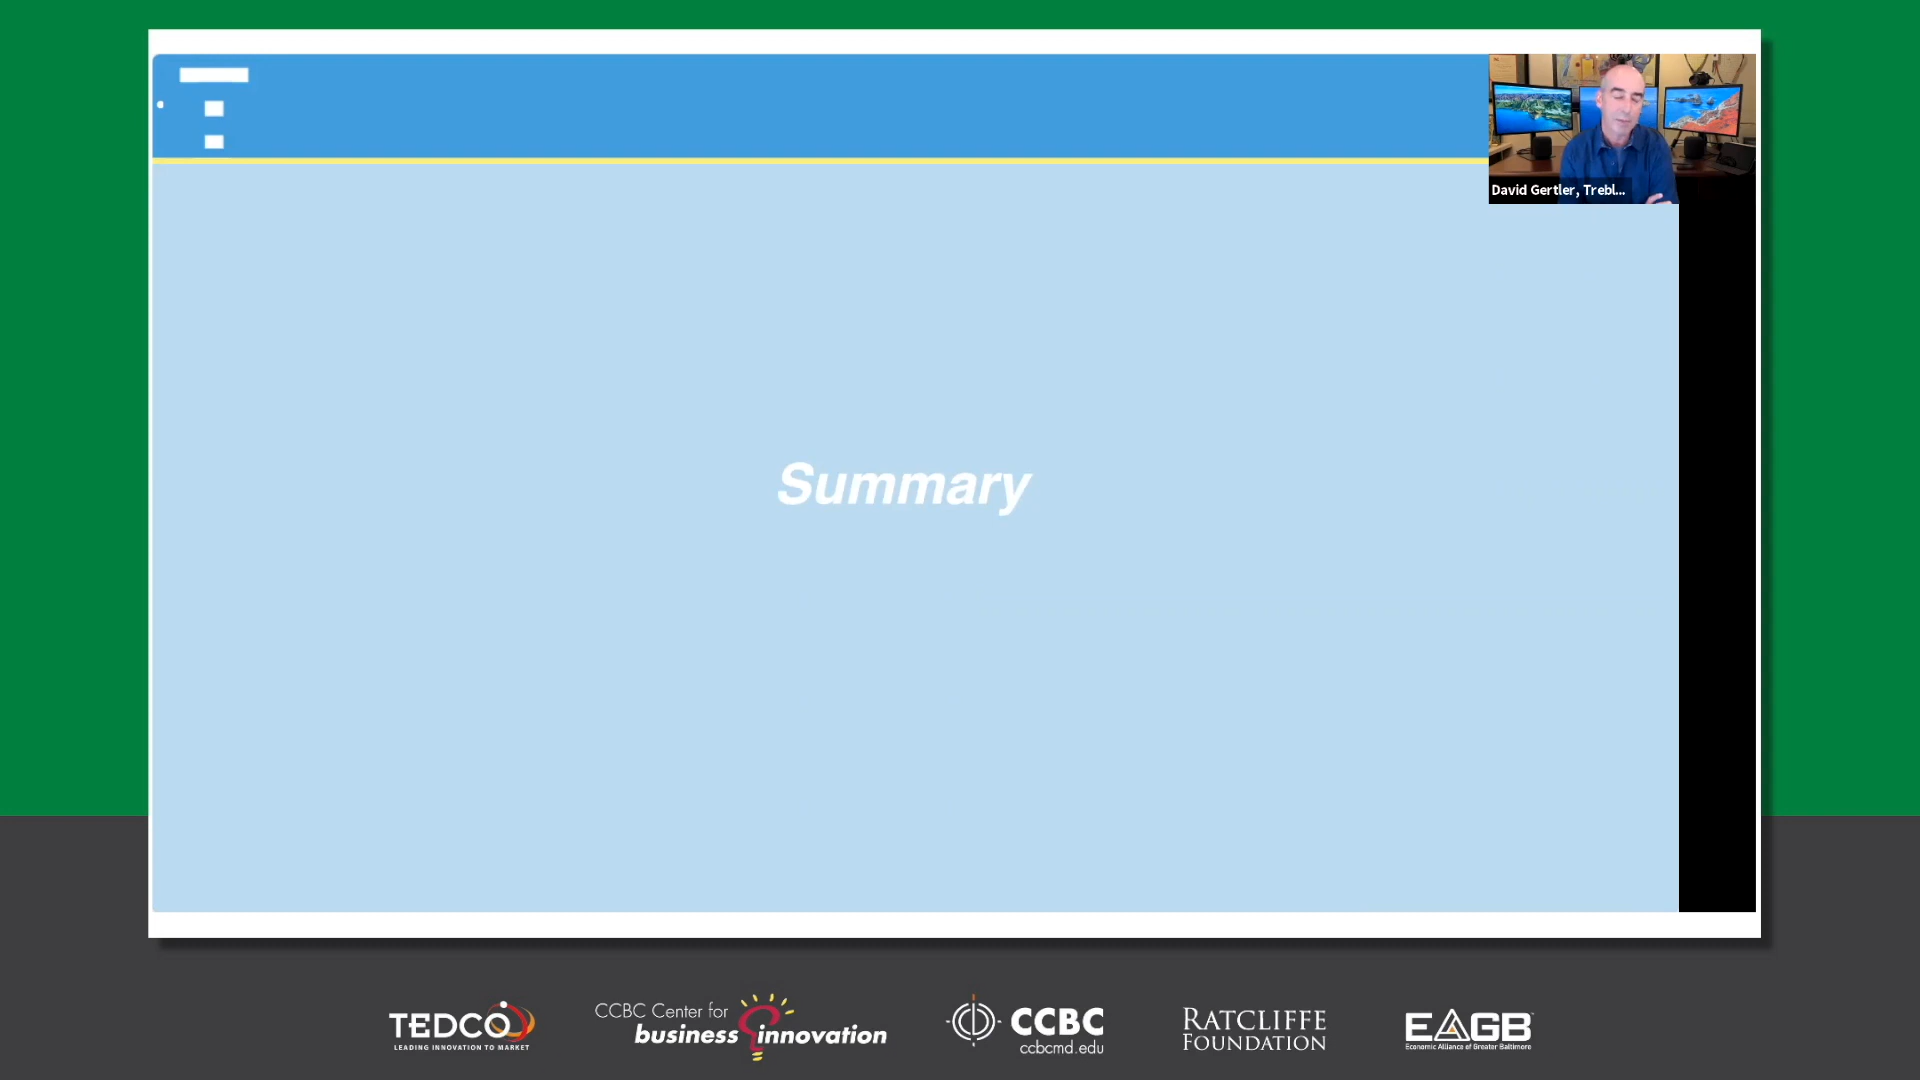 David Gertler, Trebl...
Summary
TEDCO
LEADING INNOVATION TO MARKET
CCBC Center for
business innovation
CCBC
ccbcmd.edu
RATCLIFFE
FOUNDATION
EAGB
Economic Alliance of Greater Baltimore